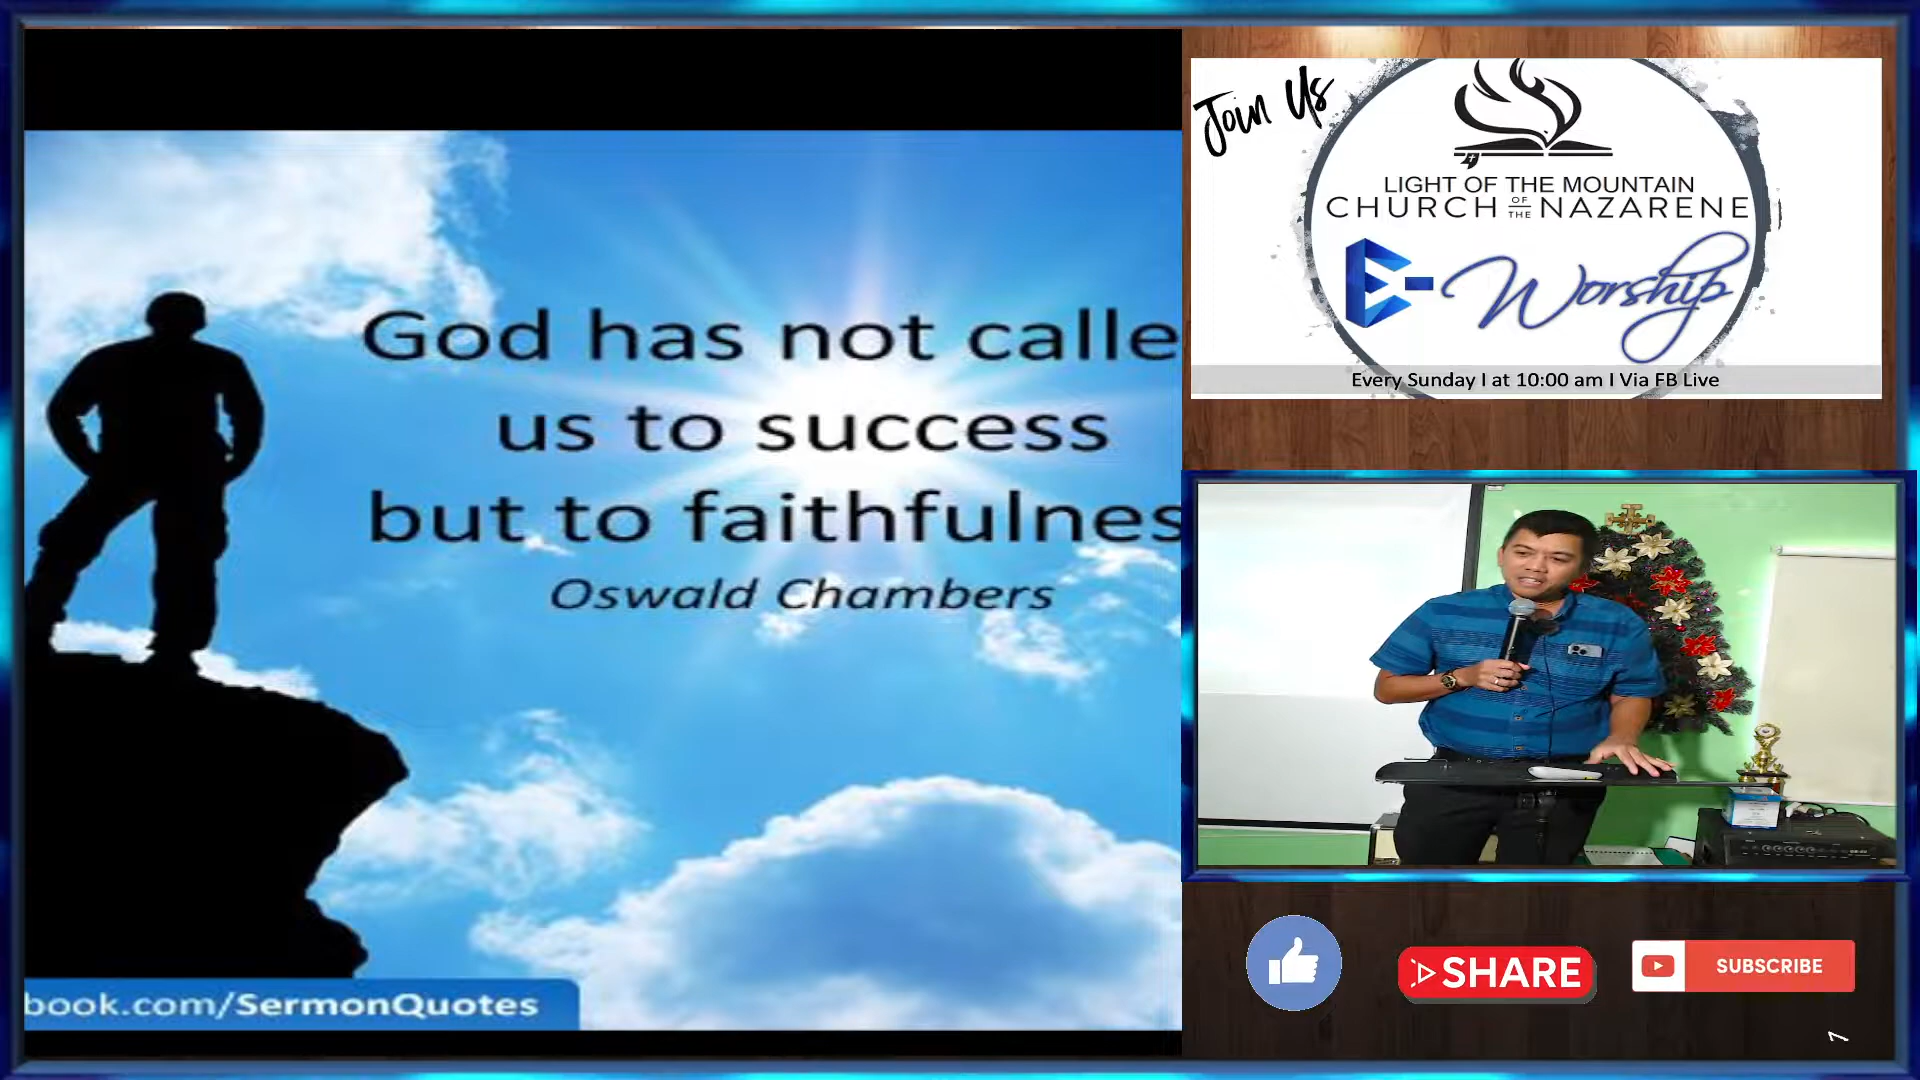 God has not calle
us to success
but to faithfulnes
Oswald Chambers
book.com/SermonQuotes
Join Us
LIGHT OF THE MOUNTAIN
CHURCH OF THE NAZARENE
E-Worship
Every Sunday I at 10:00 am I Via FB Live
SHARE
SUBSCRIBE